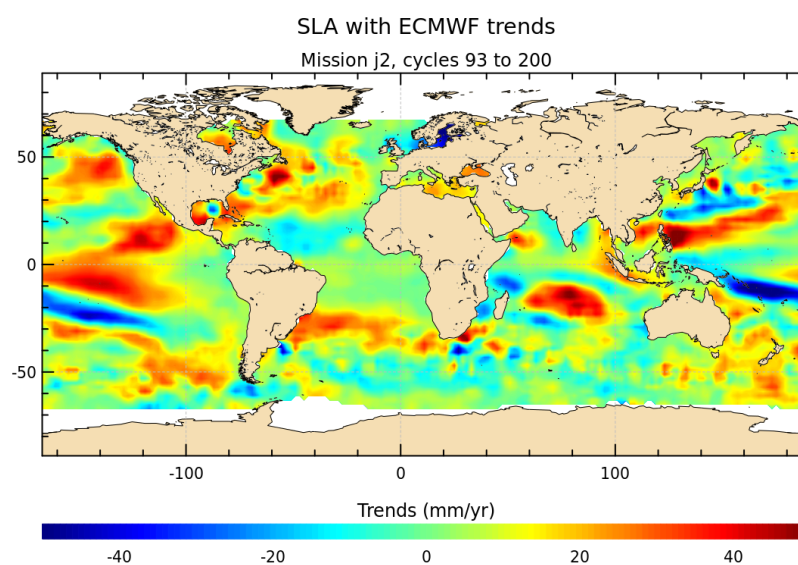 SLA with ECMWF trends
Mission j2, cycles 93 to 200
50
0
-50
-100 0 100
Trends (mm/yr)
-40 -20 0 20 40